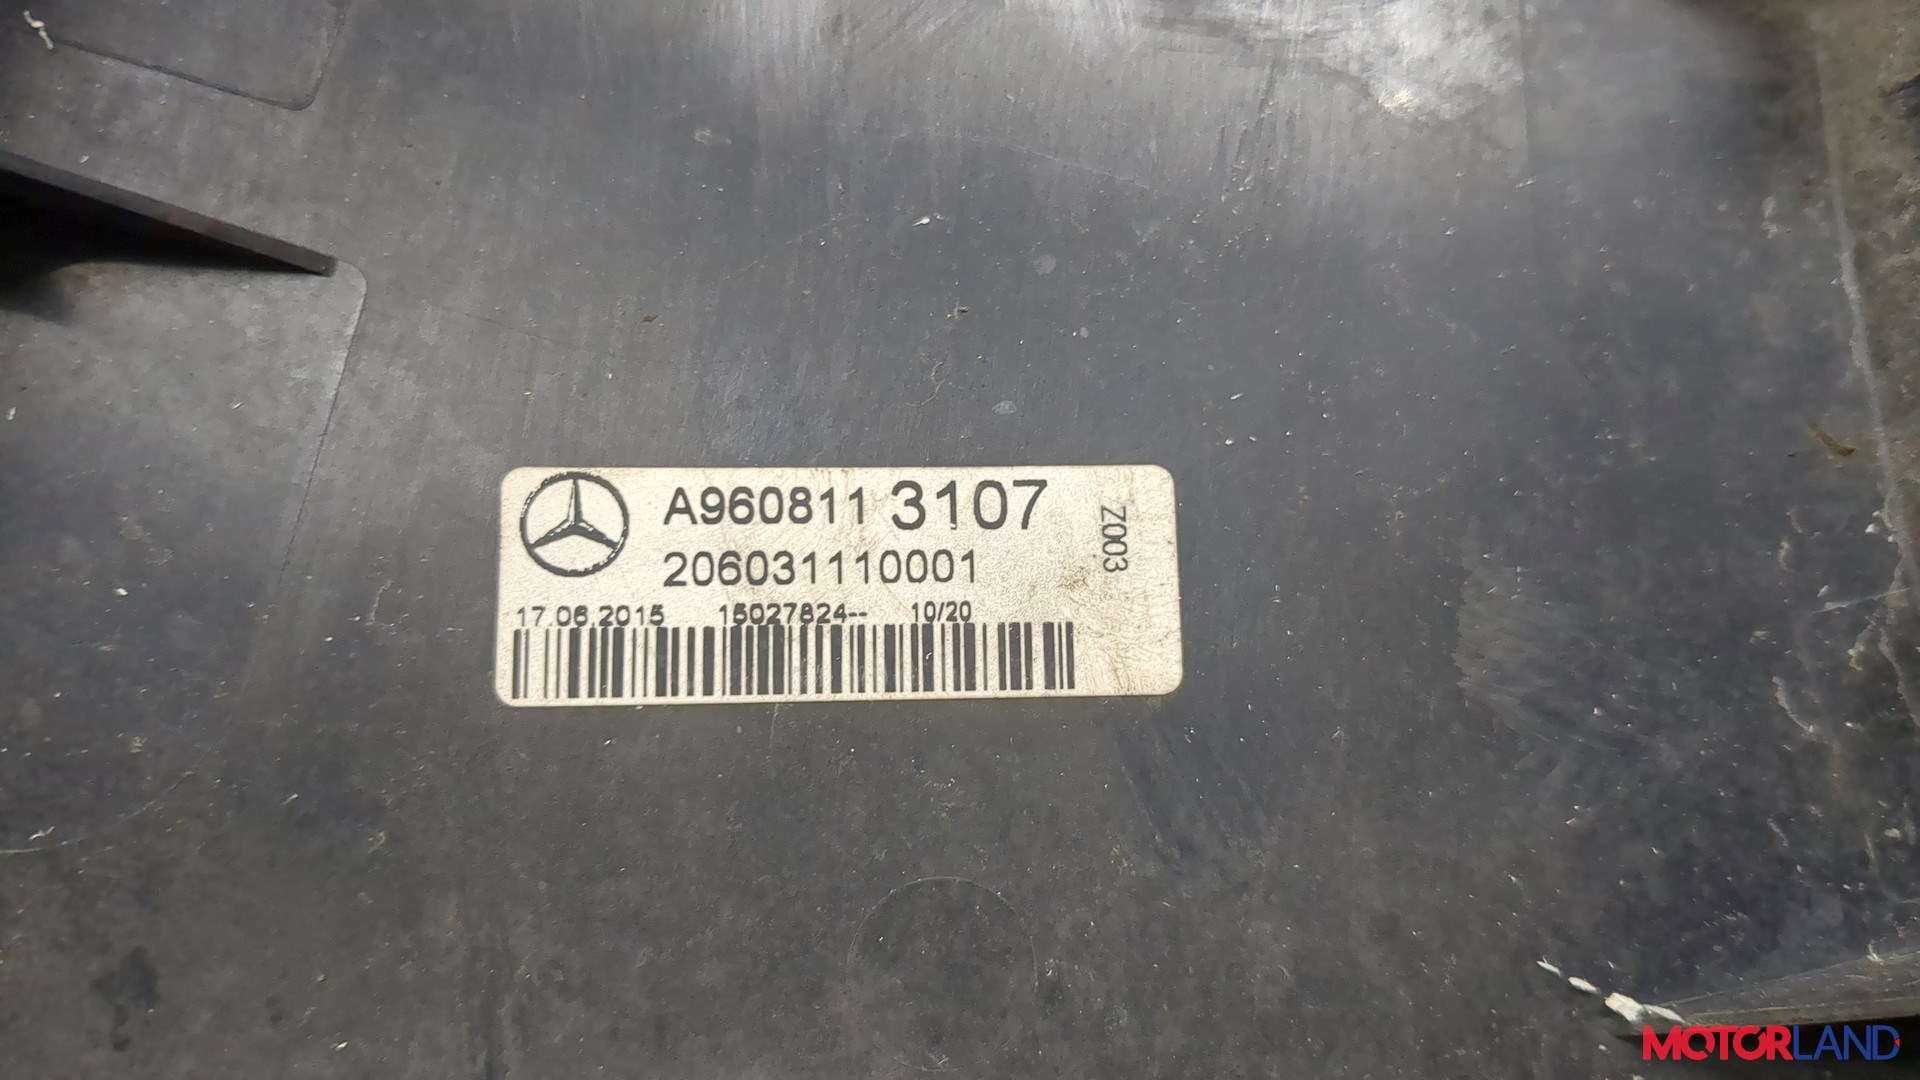 A960811 3107
206031110001
Z003
17.06.2015 15027824-- 10/20
MOTORLAND